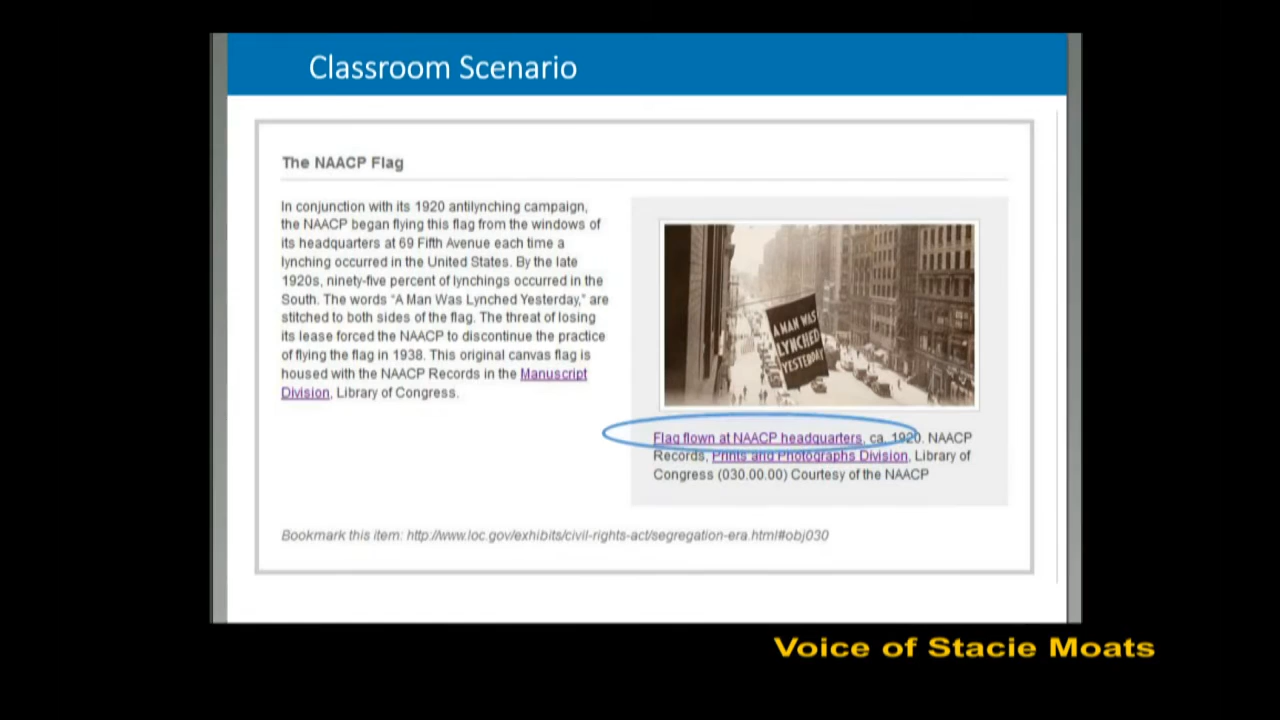 Classroom Scenario
The NAACP Flag
In conjunction with its 1920 antilynching campaign,
the NAACP began flying this flag from the windows of
its headquarters at 69 Fifth Avenue each time a
lynching occurred in the United States. By the late
1920s, ninety-five percent of lynchings occurred in the
South. The words “A Man Was Lynched Yesterday,” are
stitched to both sides of the flag. The threat of losing
its lease forced the NAACP to discontinue the practice
of flying the flag in 1938. This original canvas flag is
housed with the NAACP Records in the Manuscript
Division, Library of Congress.
A MAN WAS
LYNCHED
YESTERDAY
Flag flown at NAACP headquarters, ca. 1920. NAACP
Records, Prints and Photographs Division, Library of
Congress (030.00.00) Courtesy of the NAACP
Bookmark this item: http://www.loc.gov/exhibits/civil-rights-act/segregation-era.html#obj030
Voice of Stacie Moats